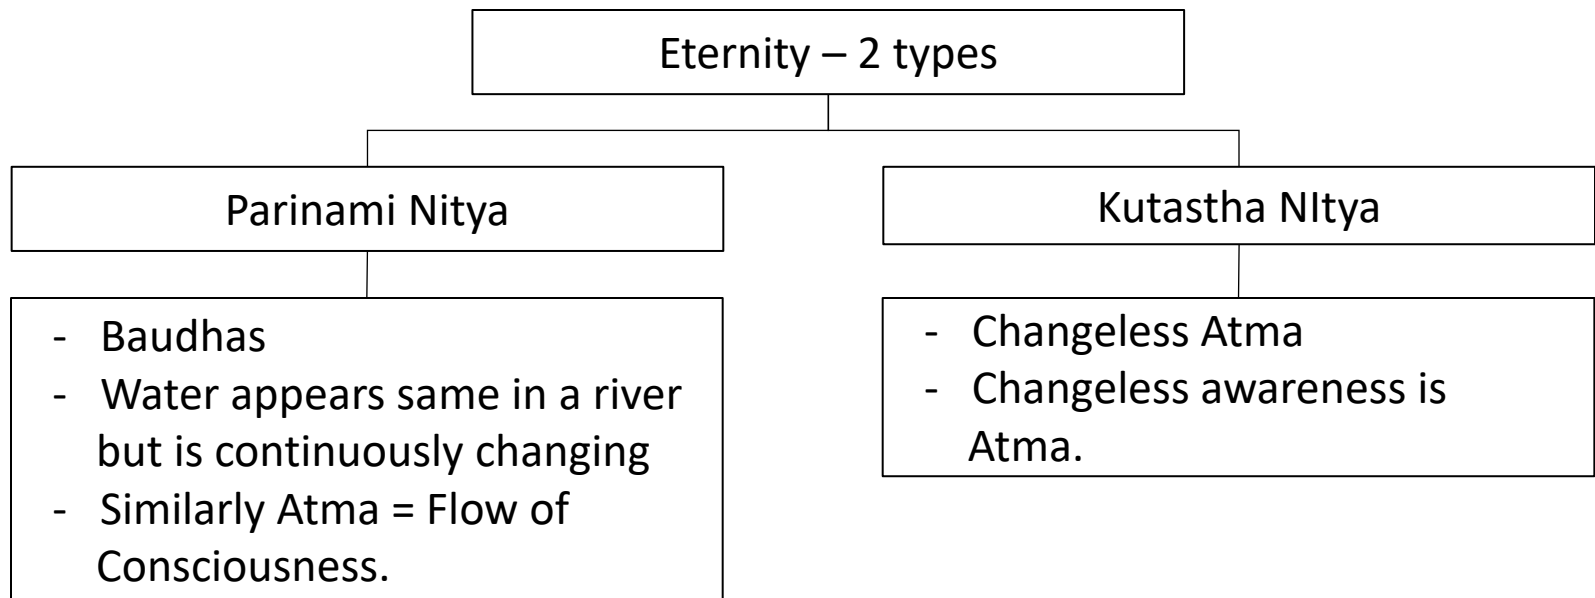 Eternity – 2 types
Parinami Nitya
Kutastha NItya
- Baudhas
- Water appears same in a river
but is continuously changing
- Similarly Atma = Flow of
Consciousness.
- Changeless Atma
- Changeless awareness is
Atma.